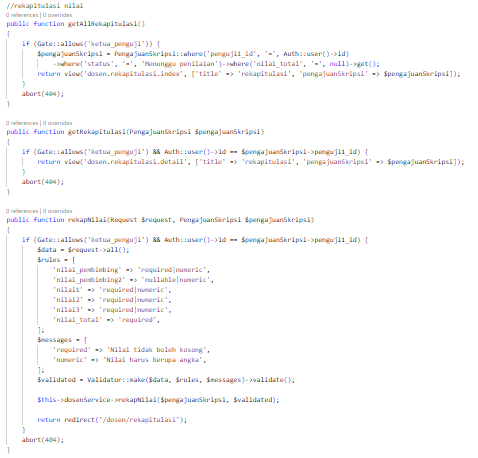 //rekapitulasi nilai
0 references | 0 overrides
public function getAllRekapitulasi()
{
if (Gate::allows('ketua_penguji')) {
$pengajuanSkripsi = PengajuanSkripsi::where('penguji1_id', '=', Auth::user()->id)
->where('status', '=', 'Menunggu penilaian')->where('nilai_total', '=', null)->get();
return view('dosen.rekapitulasi.index', ['title' => 'rekapitulasi', 'pengajuanSkripsi' => $pengajuanSkripsi]);
}
abort(404);
}
0 references | 0 overrides
public function getRekapitulasi(PengajuanSkripsi $pengajuanSkripsi)
{
if (Gate::allows('ketua_penguji') && Auth::user()->id == $pengajuanSkripsi->penguji1_id) {
return view('dosen.rekapitulasi.detail', ['title' => 'rekapitulasi', 'pengajuanSkripsi' => $pengajuanSkripsi]);
}
abort(404);
}
0 references | 0 overrides
public function rekapNilai(Request $request, PengajuanSkripsi $pengajuanSkripsi)
{
if (Gate::allows('ketua_penguji') && Auth::user()->id == $pengajuanSkripsi->penguji1_id) {
$data = $request->all();
$rules = [
'nilai_pembimbing' => 'required|numeric',
'nilai_pembimbing2' => 'nullable|numeric',
'nilai1' => 'required|numeric',
'nilai2' => 'required|numeric',
'nilai3' => 'required|numeric',
'nilai_total' => 'required',
];
$messages = [
'required' => 'Nilai tidak boleh kosong',
'numeric' => 'Nilai harus berupa angka',
];
$validated = Validator::make($data, $rules, $messages)->validate();
$this->dosenService->rekapNilai($pengajuanSkripsi, $validated);
return redirect('/dosen/rekapitulasi');
}
abort(404);
}